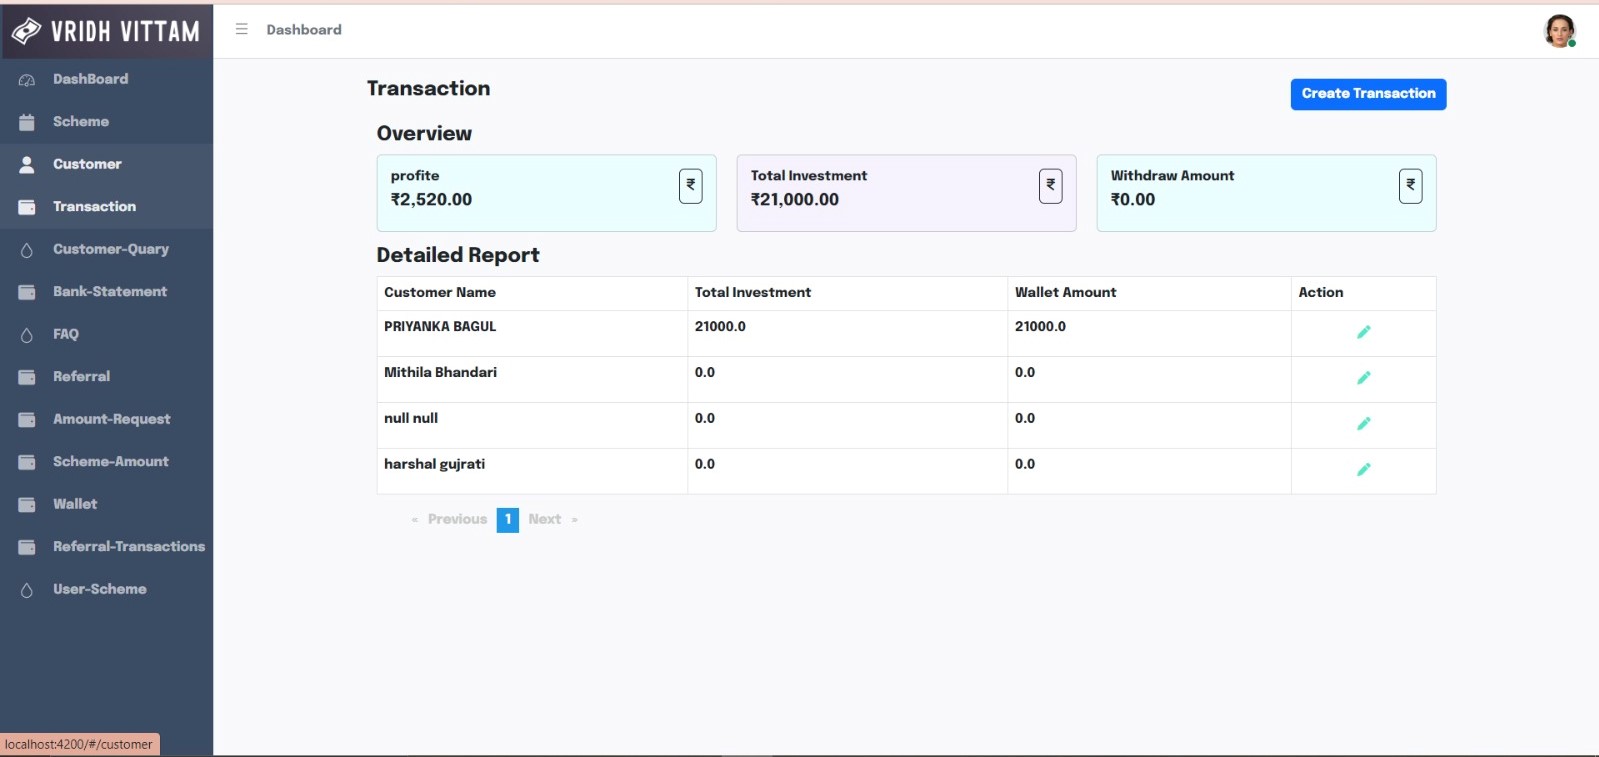 VRIDH VITTAM
Dashboard
DashBoard
Scheme
Customer
Transaction
Customer-Quary
Bank-Statement
FAQ
Referral
Amount-Request
Scheme-Amount
Wallet
Referral-Transactions
User-Scheme
Transaction
Create Transaction
Overview
profite ₹
₹2,520.00
Total Investment ₹
₹21,000.00
Withdraw Amount ₹
₹0.00
Detailed Report
Customer Name Total Investment Wallet Amount Action
PRIYANKA BAGUL 21000.0 21000.0
Mithila Bhandari 0.0 0.0
null null 0.0 0.0
harshal gujrati 0.0 0.0
« Previous 1 Next »
localhost:4200/#/customer